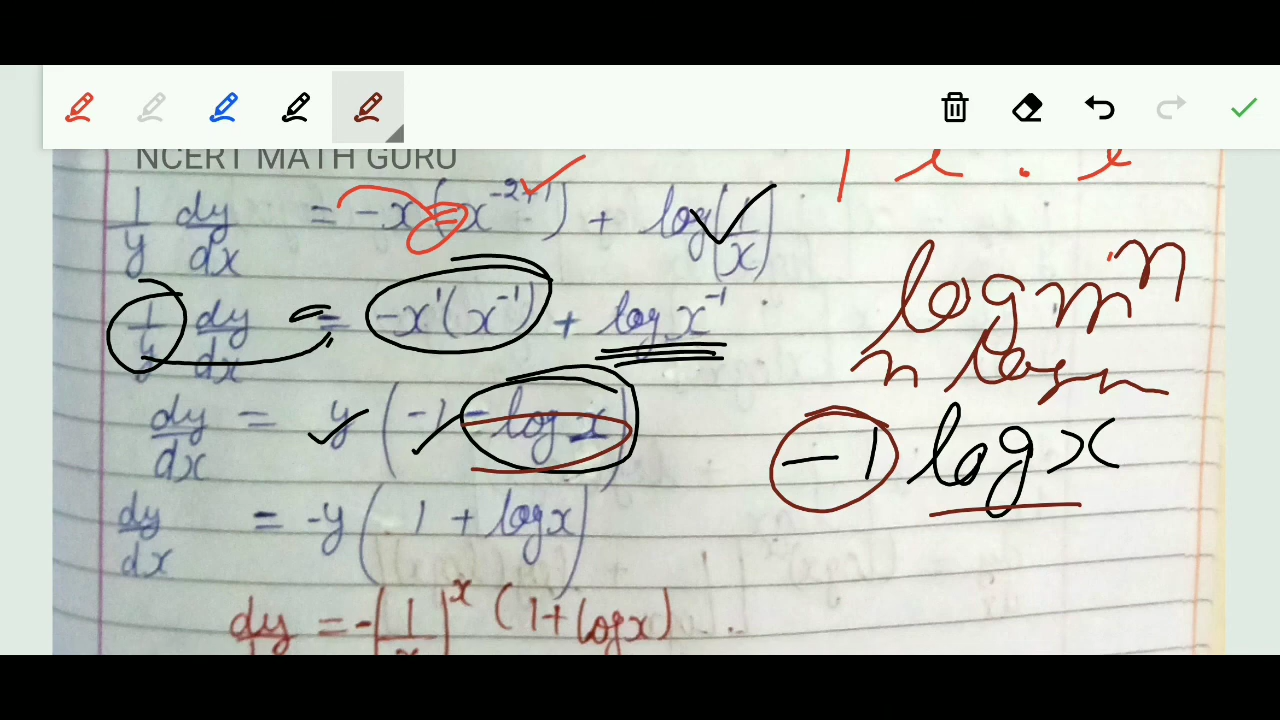 NCERT MATH GURU
1/y dy/dx = -x (= x^-2+1) + log(1/x)
1/y dy/dx = -x^1 (x^-1) + log x^-1
dy/dx = y (-1 - log x)
dy/dx = -y (1 + log x)
dy = -(1/x)^x (1 + log x)
log m^n
n log
-1 log x